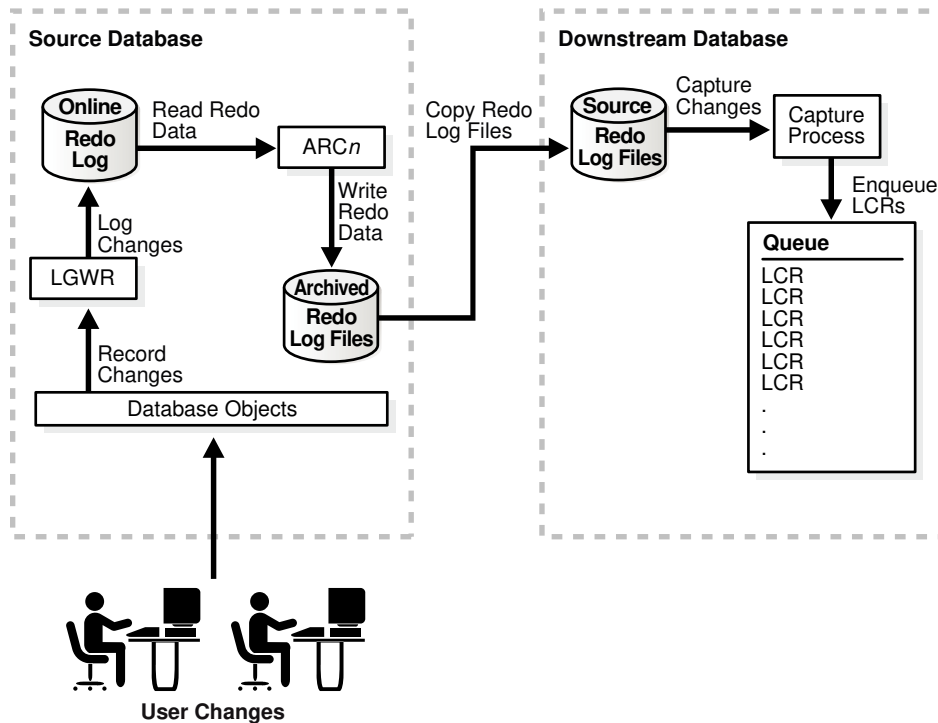 Source Database
Online
Redo
Log
Read Redo
Data
ARCn
Write
Redo
Data
Log
Changes
LGWR
Archived
Redo
Log Files
Record
Changes
Database Objects
User Changes
Copy Redo
Log Files
Downstream Database
Source
Redo
Log Files
Capture
Changes
Capture
Process
Enqueue
LCRs
Queue
LCR
LCR
LCR
LCR
LCR
LCR
.
.
.